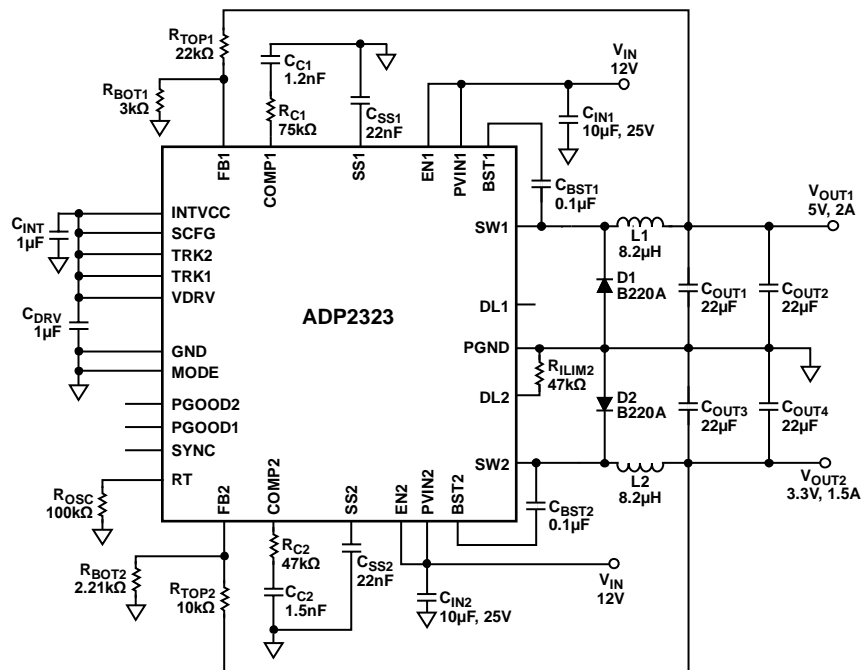 RTOP1
22kΩ
CC1
1.2nF
VIN
12V
RBOT1
3kΩ
RC1
75kΩ
CSS1
22nF
CIN1
10µF, 25V
FB1
COMP1
SS1
EN1
PVIN1
BST1
CBST1
0.1µF
INTVCC
SCFG
TRK2
TRK1
VDRV
GND
MODE
PGOOD2
PGOOD1
SYNC
RT
CINT
1µF
CDRV
1µF
ADP2323
SW1
DL1
PGND
DL2
SW2
L1
8.2µH
VOUT1
5V, 2A
D1
B220A
COUT1
22µF
COUT2
22µF
RILIM2
47kΩ
D2
B220A
COUT3
22µF
COUT4
22µF
L2
8.2µH
VOUT2
3.3V, 1.5A
ROSC
100kΩ
FB2
COMP2
SS2
EN2
PVIN2
BST2
CBST2
0.1µF
RBOT2
2.21kΩ
RTOP2
10kΩ
RC2
47kΩ
CC2
1.5nF
CSS2
22nF
CIN2
10µF, 25V
VIN
12V